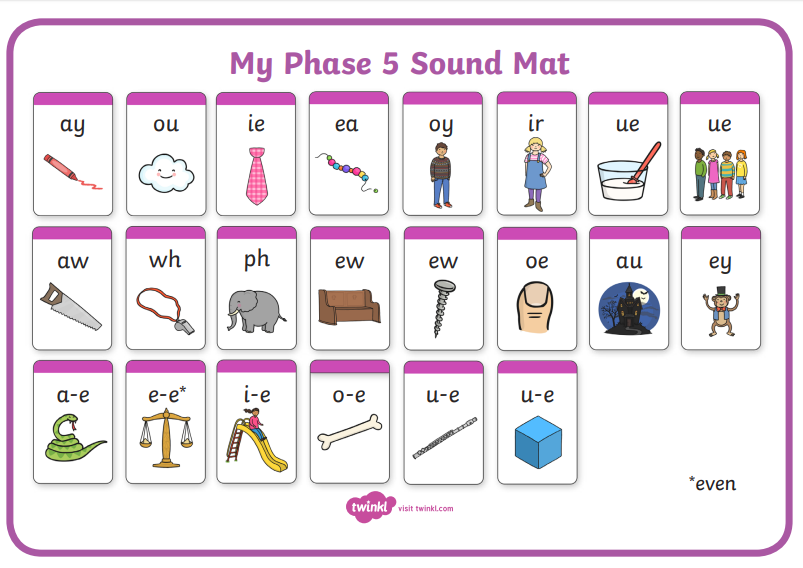 My Phase 5 Sound Mat
ay ou ie ea oy ir ue ue
aw wh ph ew ew oe au ey
a-e e-e* i-e o-e u-e u-e
*even
twinkl visit twinkl.com